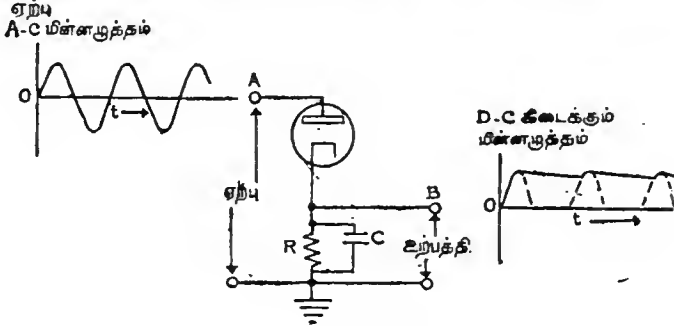 ஏற்பு
A-C மின்னழுத்தம்
O
t
A
ஏற்பு
R
C
B
உற்பத்தி
D-C கிடைக்கும்
மின்னழுத்தம்
O
t